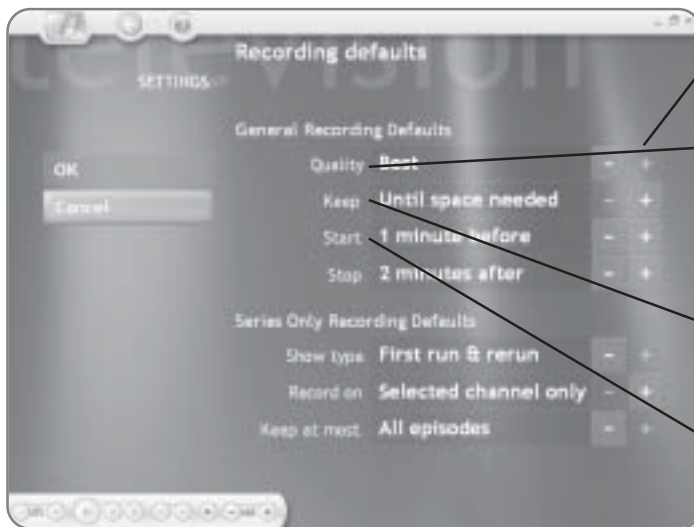 television
Recording defaults
SETTINGS
General Recording Defaults
OK
Quality Best - +
Cancel
Keep Until space needed - +
Start 1 minute before - +
Stop 2 minutes after - +
Series Only Recording Defaults
Show type First run & rerun - +
Record on Selected channel only - +
Keep at most All episodes - +